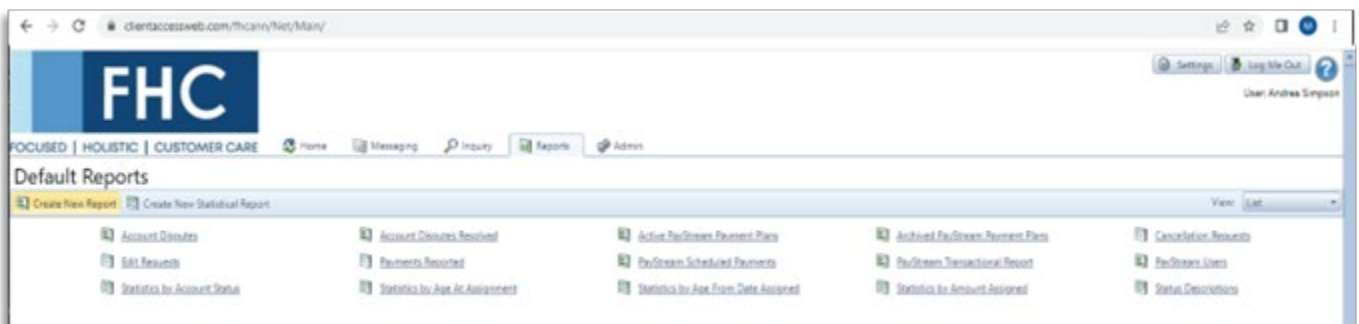 clientaccessweb.com/fhcann/Net/Main/
FHC
Settings Log Me Out
User: Andrea Simpson
FOCUSED | HOLISTIC | CUSTOMER CARE Home Messaging Inquiry Reports Admin
Default Reports
Create New Report Create New Statistical Report View: List
Account Disputes Account Disputes Resolved Active PayStream Payment Plans Archived PayStream Payment Plans Cancellation Requests
Edit Requests Payments Reported PayStream Scheduled Payments PayStream Transactional Report PayStream Users
Statistics by Account Status Statistics by Age At Assignment Statistics by Age From Date Assigned Statistics by Amount Assigned Status Descriptions